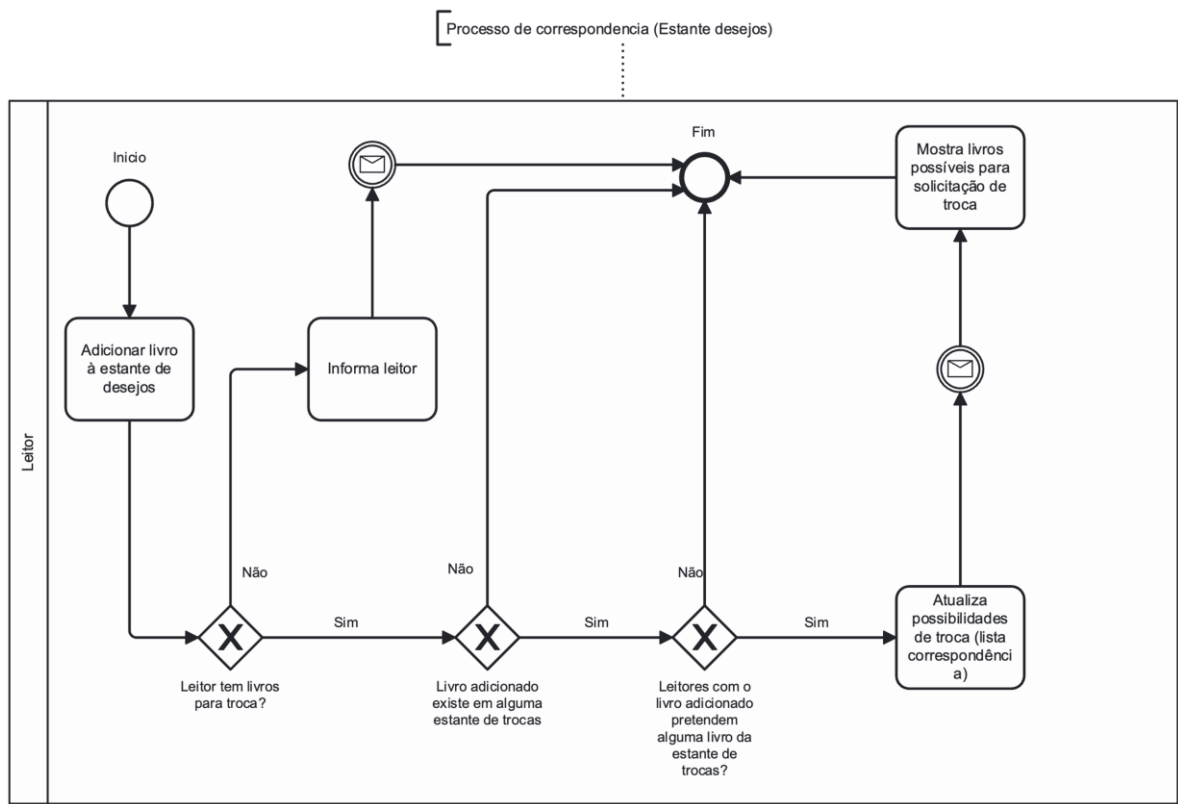 Processo de correspondencia (Estante desejos)
Leitor
Inicio
Fim
Mostra livros
possíveis para
solicitação de
troca
Adicionar livro
à estante de
desejos
Informa leitor
Não
Não
Não
Sim
Sim
Sim
Leitor tem livros
para troca?
Livro adicionado
existe em alguma
estante de trocas
Leitores com o
livro adicionado
pretendem
alguma livro da
estante de
trocas?
Atualiza
possibilidades
de troca (lista
correspondênci
a)